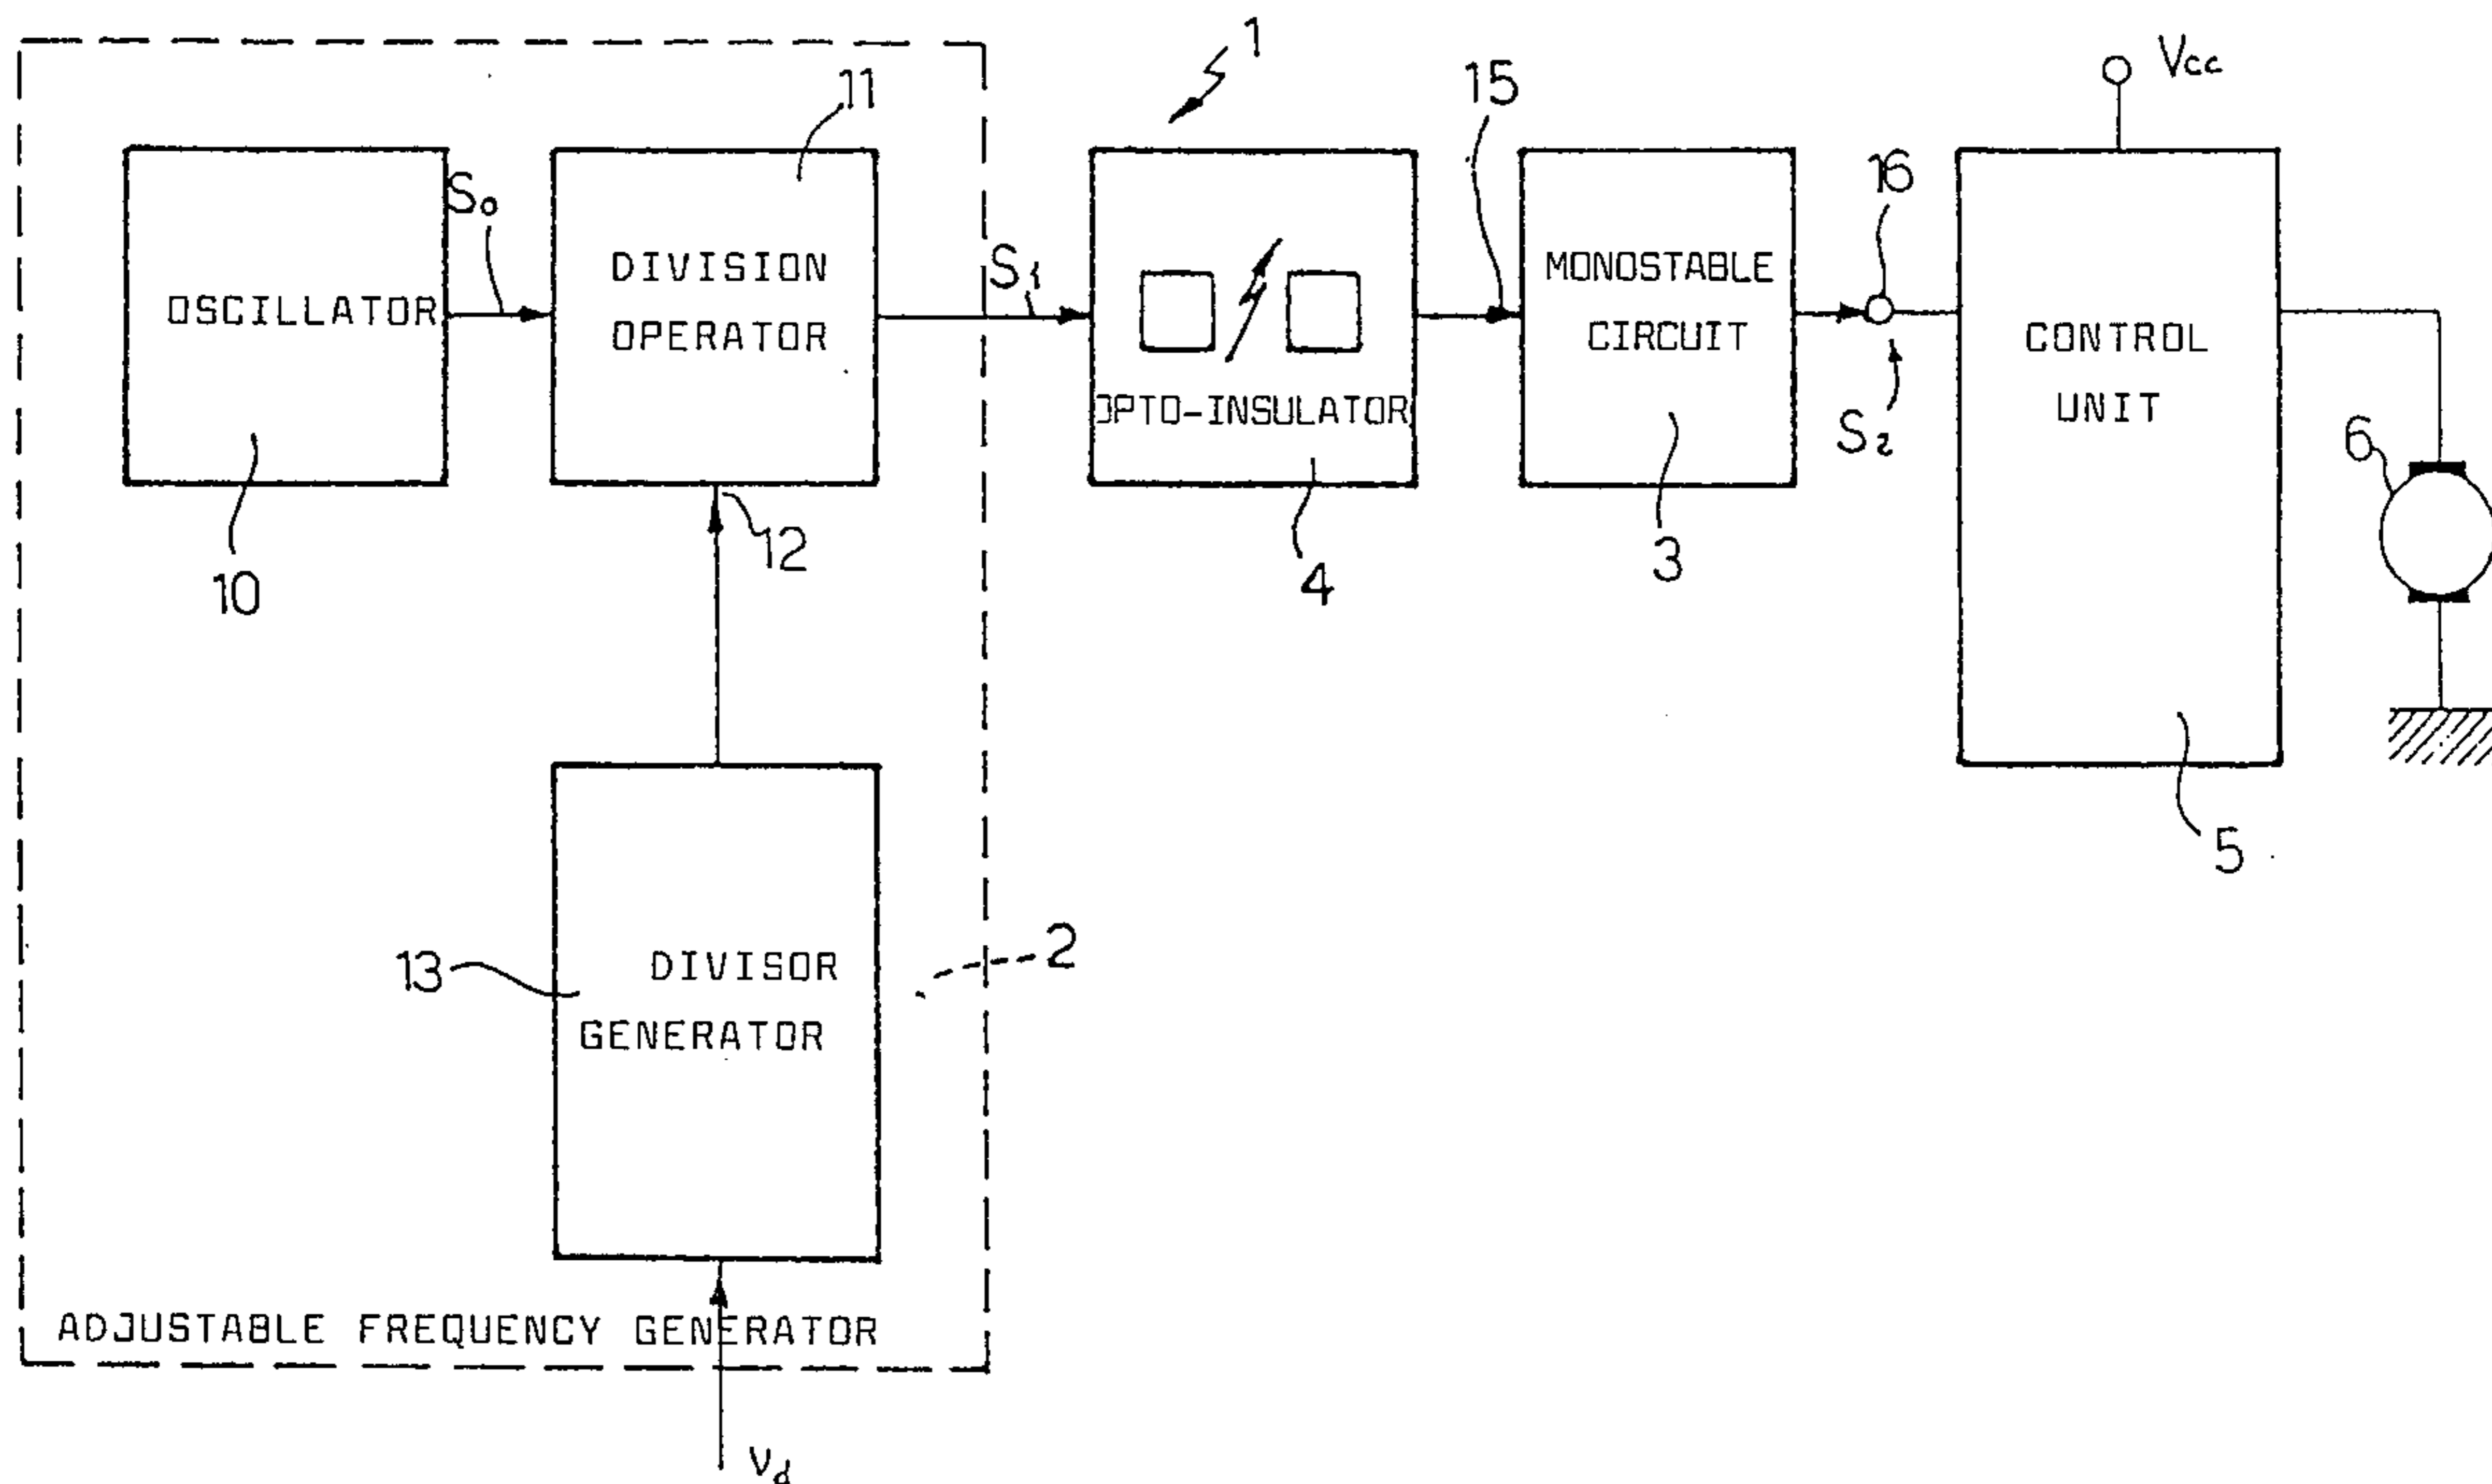 1
Vcc
11
15
16
S0
OSCILLATOR
10
DIVISION
OPERATOR
12
S1
OPTO-INSULATOR
4
MONOSTABLE
CIRCUIT
3
S2
CONTROL
UNIT
5
6
13
DIVISOR
GENERATOR
2
ADJUSTABLE FREQUENCY GENERATOR
Vd